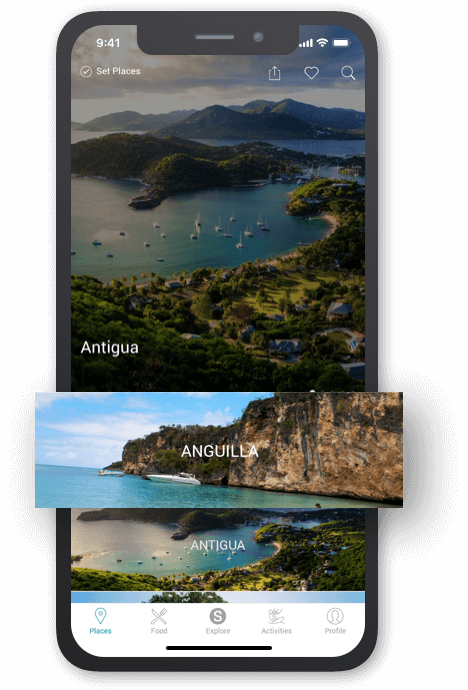 9:41
Set Places
Antigua
ANGUILLA
ANTIGUA
S
Places Food Explore Activities Profile